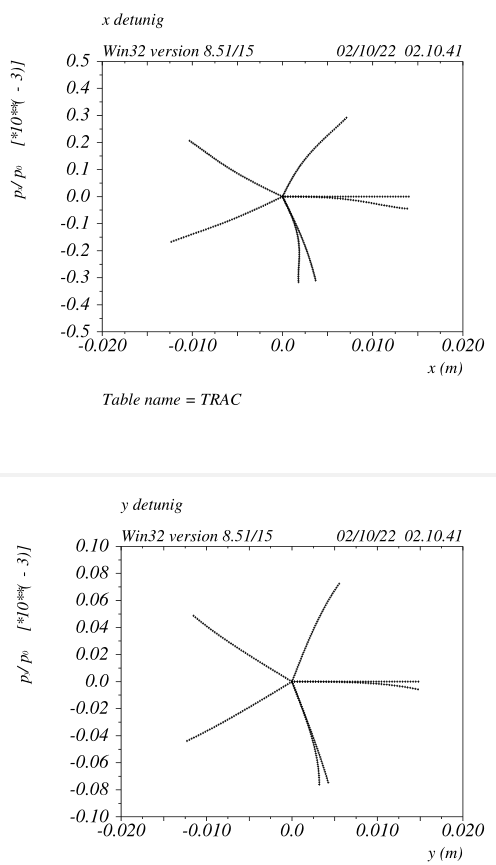 x detunig
Win32 version 8.51/15 02/10/22 02.10.41
pₓ/ p₀ [*10**( - 3)]
0.5
0.4
0.3
0.2
0.1
0.0
-0.1
-0.2
-0.3
-0.4
-0.5
-0.020 -0.010 0.0 0.010 0.020
x (m)
Table name = TRAC
y detunig
Win32 version 8.51/15 02/10/22 02.10.41
/ p₀ [*10**( - 3)]
0.10
0.08
0.06
0.04
0.02
0.0
-0.02
-0.04
-0.06
-0.08
-0.10
-0.020 -0.010 0.0 0.010 0.020
y (m)